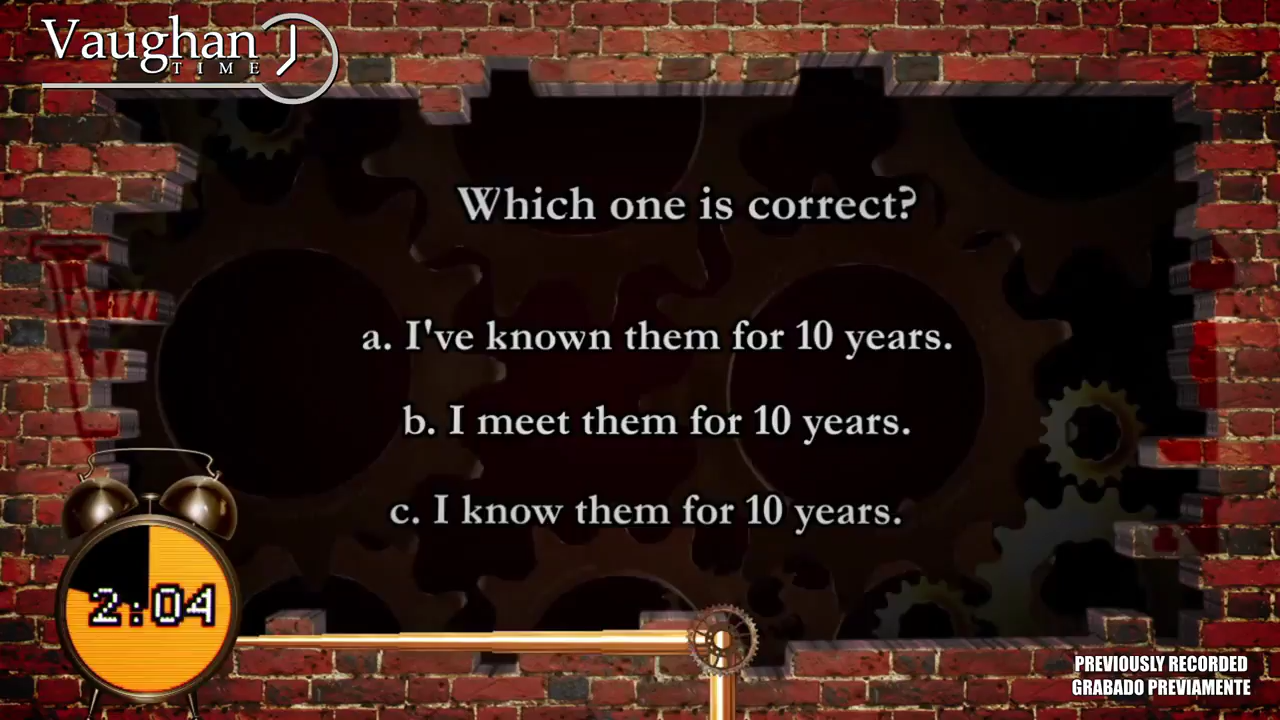 Vaughan
TIME
Which one is correct?
a. I've known them for 10 years.
b. I meet them for 10 years.
c. I know them for 10 years.
2:04
PREVIOUSLY RECORDED
GRABADO PREVIAMENTE